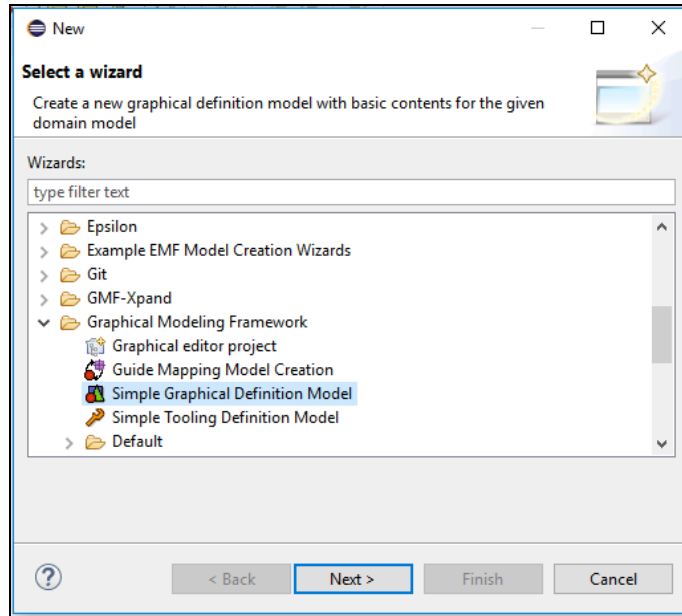 New
Select a wizard
Create a new graphical definition model with basic contents for the given
domain model
Wizards:
type filter text
Epsilon
Example EMF Model Creation Wizards
Git
GMF-Xpand
Graphical Modeling Framework
Graphical editor project
Guide Mapping Model Creation
Simple Graphical Definition Model
Simple Tooling Definition Model
Default
? < Back Next > Finish Cancel